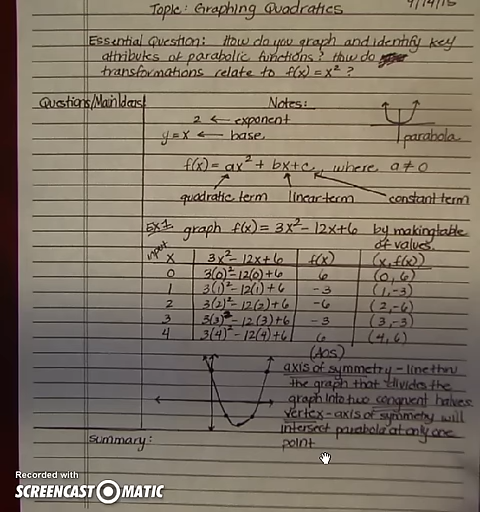 Topic: Graphing Quadratics
9/14/15
Essential Question: How do you graph and identify key
attributes of parabolic functions? How do
transformations relate to f(x) = x²?
Questions/Main Ideas:
Notes:
2 ← exponent
y = x ← base
parabola
f(x) = ax² + bx + c, where a ≠ 0
quadratic term linear term constant term
Ex 1 graph f(x) = 3x² - 12x + 6 by making table
of values.
input
x 3x² - 12x + 6 f(x) (x, f(x))
0 3(0)² - 12(0) + 6 6 (0, 6)
1 3(1)² - 12(1) + 6 -3 (1, -3)
2 3(2)² - 12(2) + 6 -6 (2, -6)
3 3(3)² - 12(3) + 6 -3 (3, -3)
4 3(4)² - 12(4) + 6 6 (4, 6)
(AOS)
axis of symmetry - line thru
the graph that divides the
graph into two congruent halves
vertex - axis of symmetry will
intersect parabola at only one
point
Summary:
Recorded with
SCREENCAST-O-MATIC